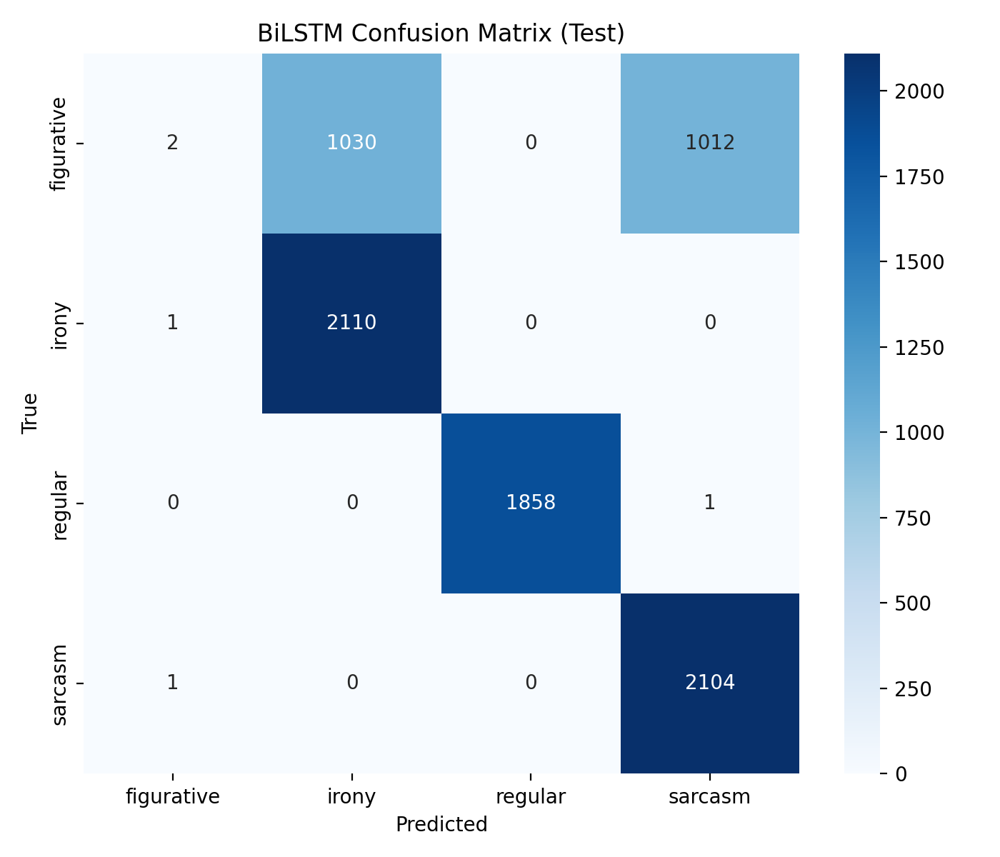 BiLSTM Confusion Matrix (Test)
figurative
2 1030 0 1012
irony
1 2110 0 0
regular
0 0 1858 1
sarcasm
1 0 0 2104
True
figurative irony regular sarcasm
Predicted
2000
1750
1500
1250
1000
750
500
250
0